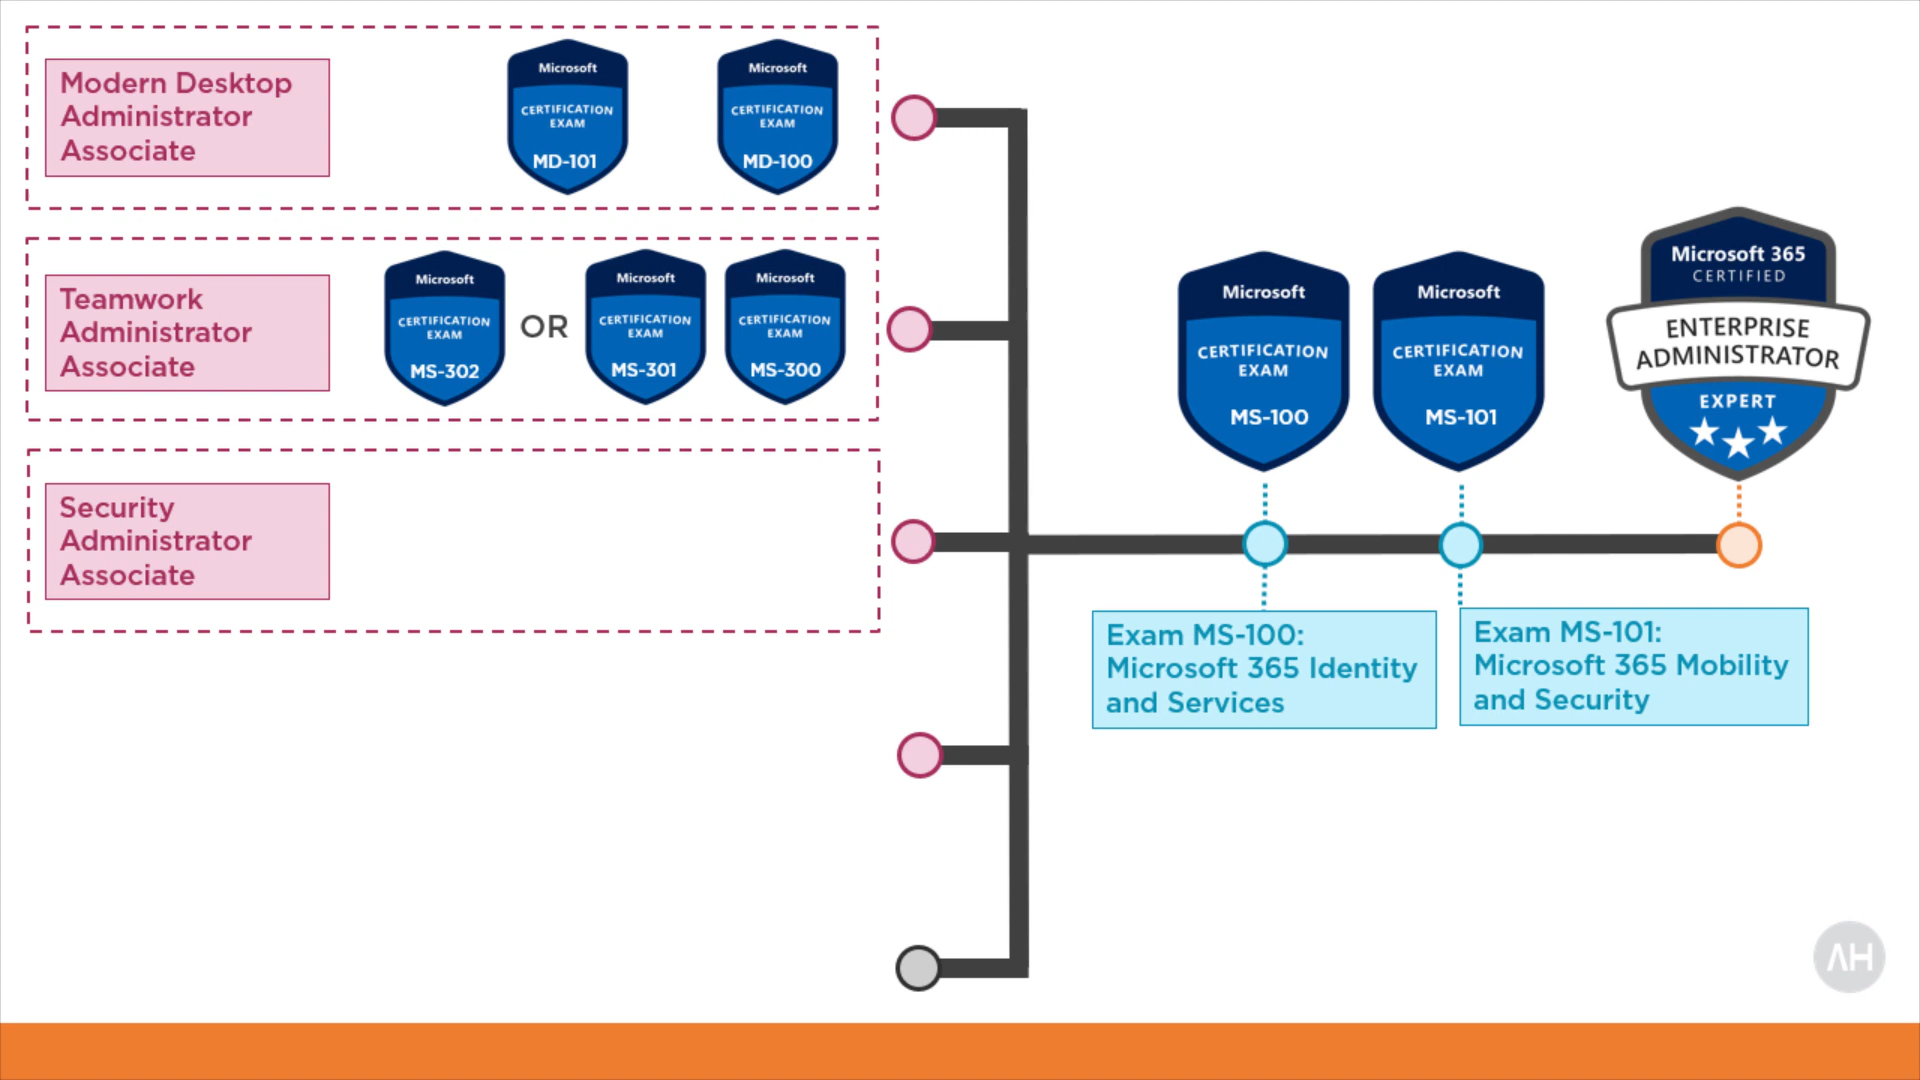 Modern Desktop
Administrator
Associate
Microsoft
CERTIFICATION
EXAM
MD-101
Microsoft
CERTIFICATION
EXAM
MD-100
Teamwork
Administrator
Associate
Microsoft
CERTIFICATION
EXAM
MS-302
OR
Microsoft
CERTIFICATION
EXAM
MS-301
Microsoft
CERTIFICATION
EXAM
MS-300
Security
Administrator
Associate
Microsoft
CERTIFICATION
EXAM
MS-100
Microsoft
CERTIFICATION
EXAM
MS-101
Microsoft 365
CERTIFIED
ENTERPRISE
ADMINISTRATOR
EXPERT
Exam MS-100:
Microsoft 365 Identity
and Services
Exam MS-101:
Microsoft 365 Mobility
and Security
AH